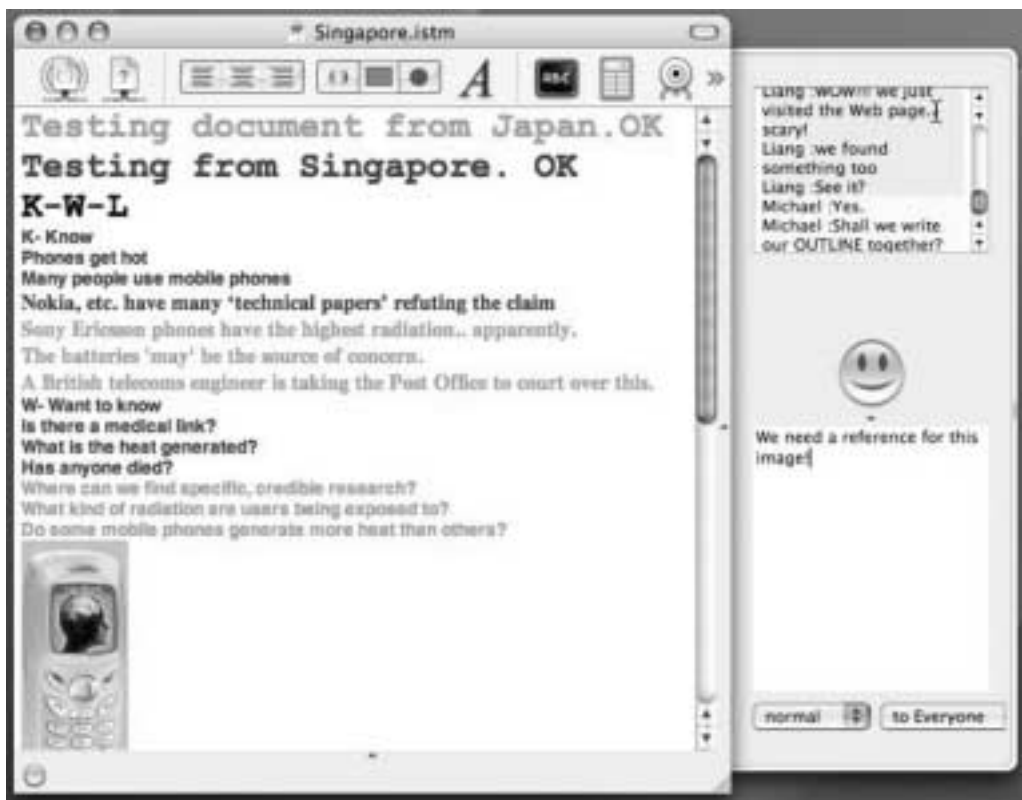 Singapore.istm
ABC
Testing document from Japan.OK
Testing from Singapore. OK
K-W-L
K- Know
Phones get hot
Many people use mobile phones
Nokia, etc. have many ‘technical papers’ refuting the claim
Sony Ericsson phones have the highest radiation.. apparently.
The batteries 'may' be the source of concern.
A British telecoms engineer is taking the Post Office to court over this.
W- Want to know
Is there a medical link?
What is the heat generated?
Has anyone died?
Where can we find specific, credible research?
What kind of radiation are users being exposed to?
Do some mobile phones generate more heat than others?
Liang :WOW!!! we just
visited the Web page..
scary!
Liang :we found
something too
Liang :See it?
Michael :Yes.
Michael :Shall we write
our OUTLINE together?
We need a reference for this
image!
normal
to Everyone